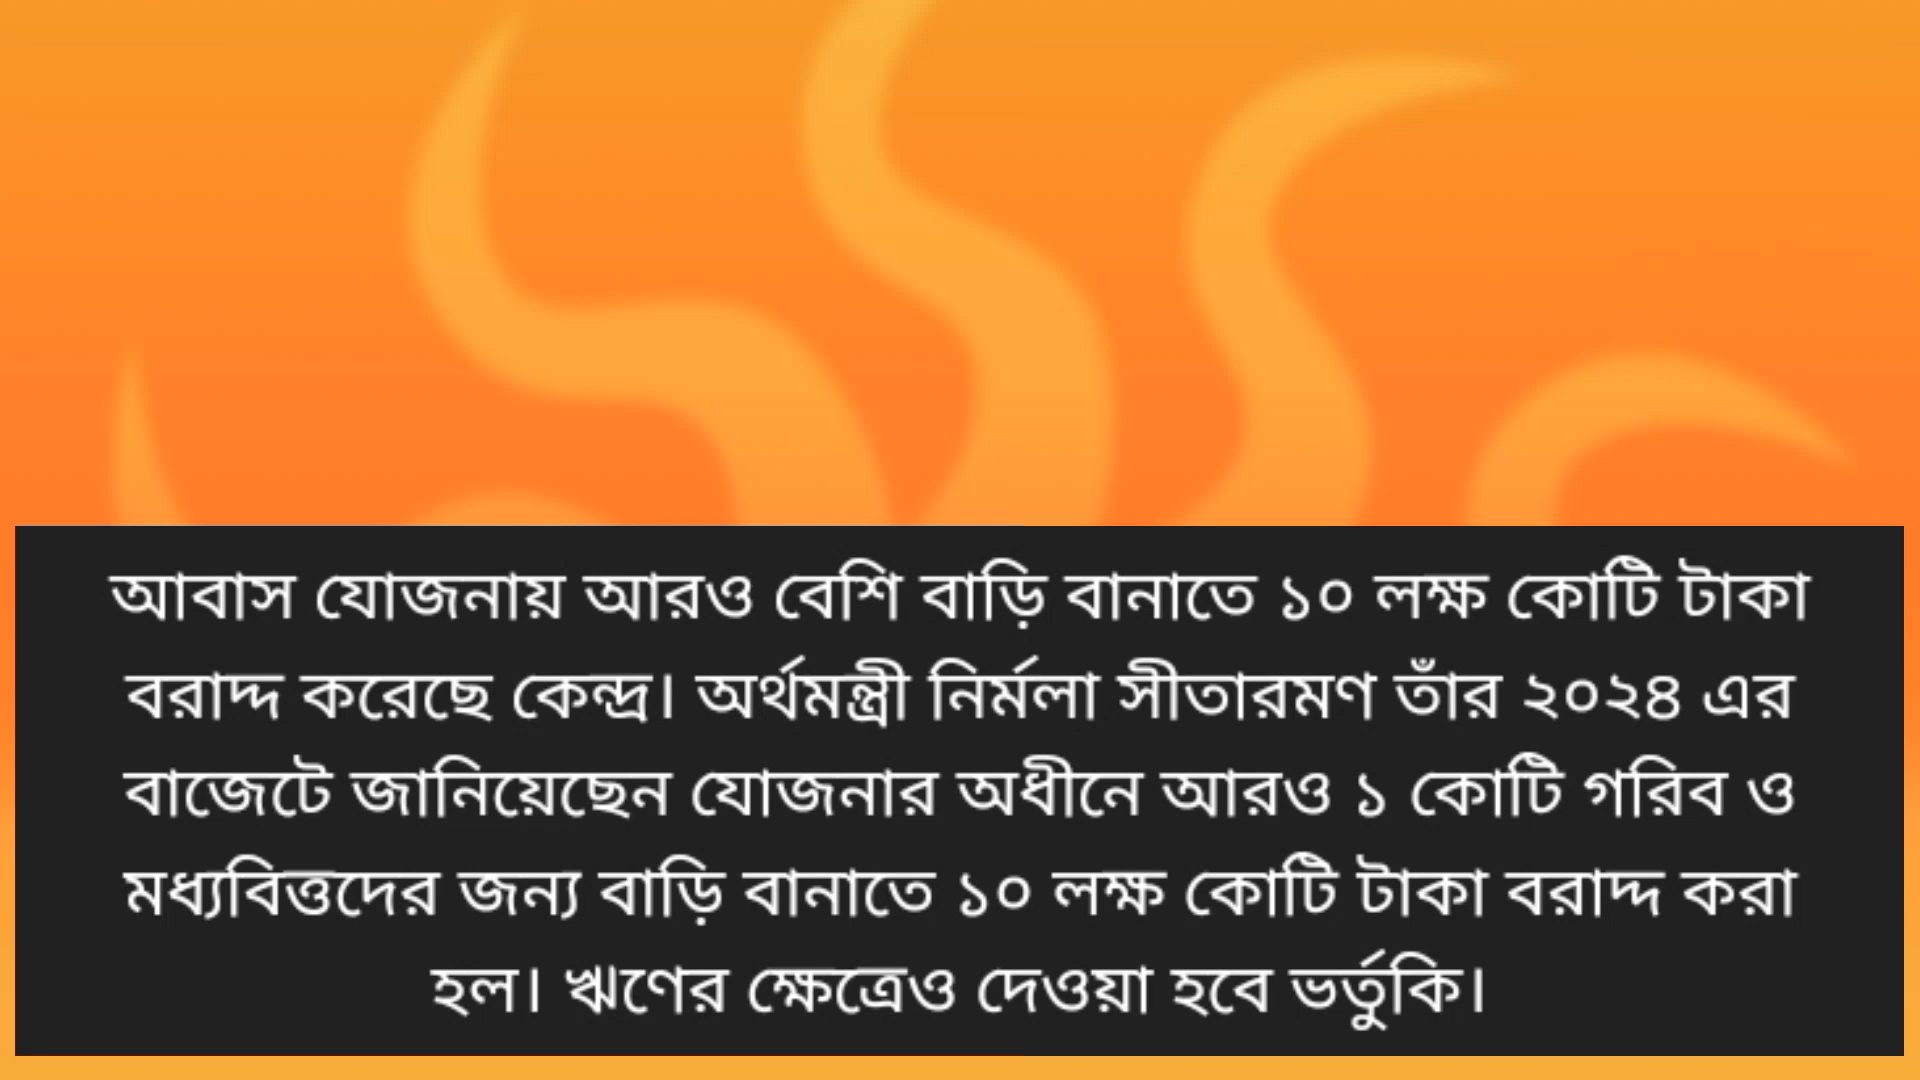 আবাস যোজনায় আরও বেশি বাড়ি বানাতে ১০ লক্ষ কোটি টাকা
বরাদ্দ করেছে কেন্দ্র। অর্থমন্ত্রী নির্মলা সীতারমণ তাঁর ২০২৪ এর
বাজেটে জানিয়েছেন যোজনার অধীনে আরও ১ কোটি গরিব ও
মধ্যবিত্তদের জন্য বাড়ি বানাতে ১০ লক্ষ কোটি টাকা বরাদ্দ করা
হল। ঋণের ক্ষেত্রেও দেওয়া হবে ভর্তুকি।